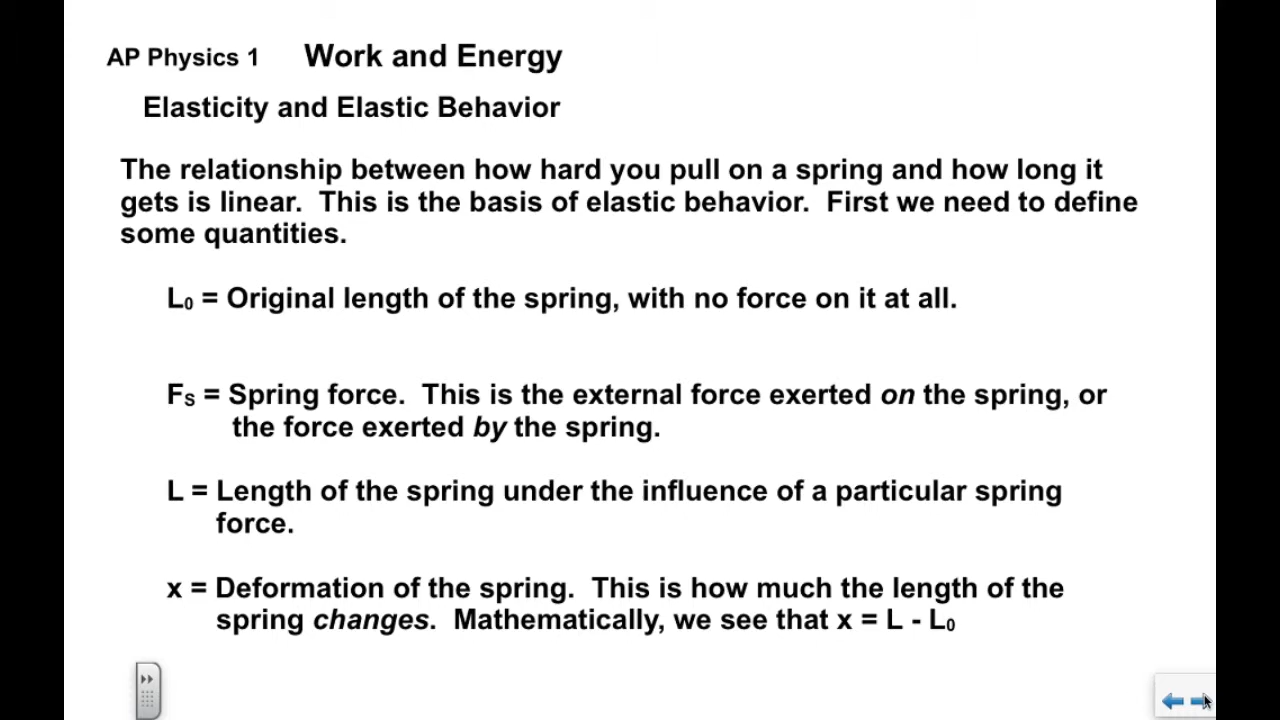 AP Physics 1 Work and Energy
Elasticity and Elastic Behavior
The relationship between how hard you pull on a spring and how long it
gets is linear. This is the basis of elastic behavior. First we need to define
some quantities.
L₀ = Original length of the spring, with no force on it at all.
Fₛ = Spring force. This is the external force exerted on the spring, or
the force exerted by the spring.
L = Length of the spring under the influence of a particular spring
force.
x = Deformation of the spring. This is how much the length of the
spring changes. Mathematically, we see that x = L - L₀